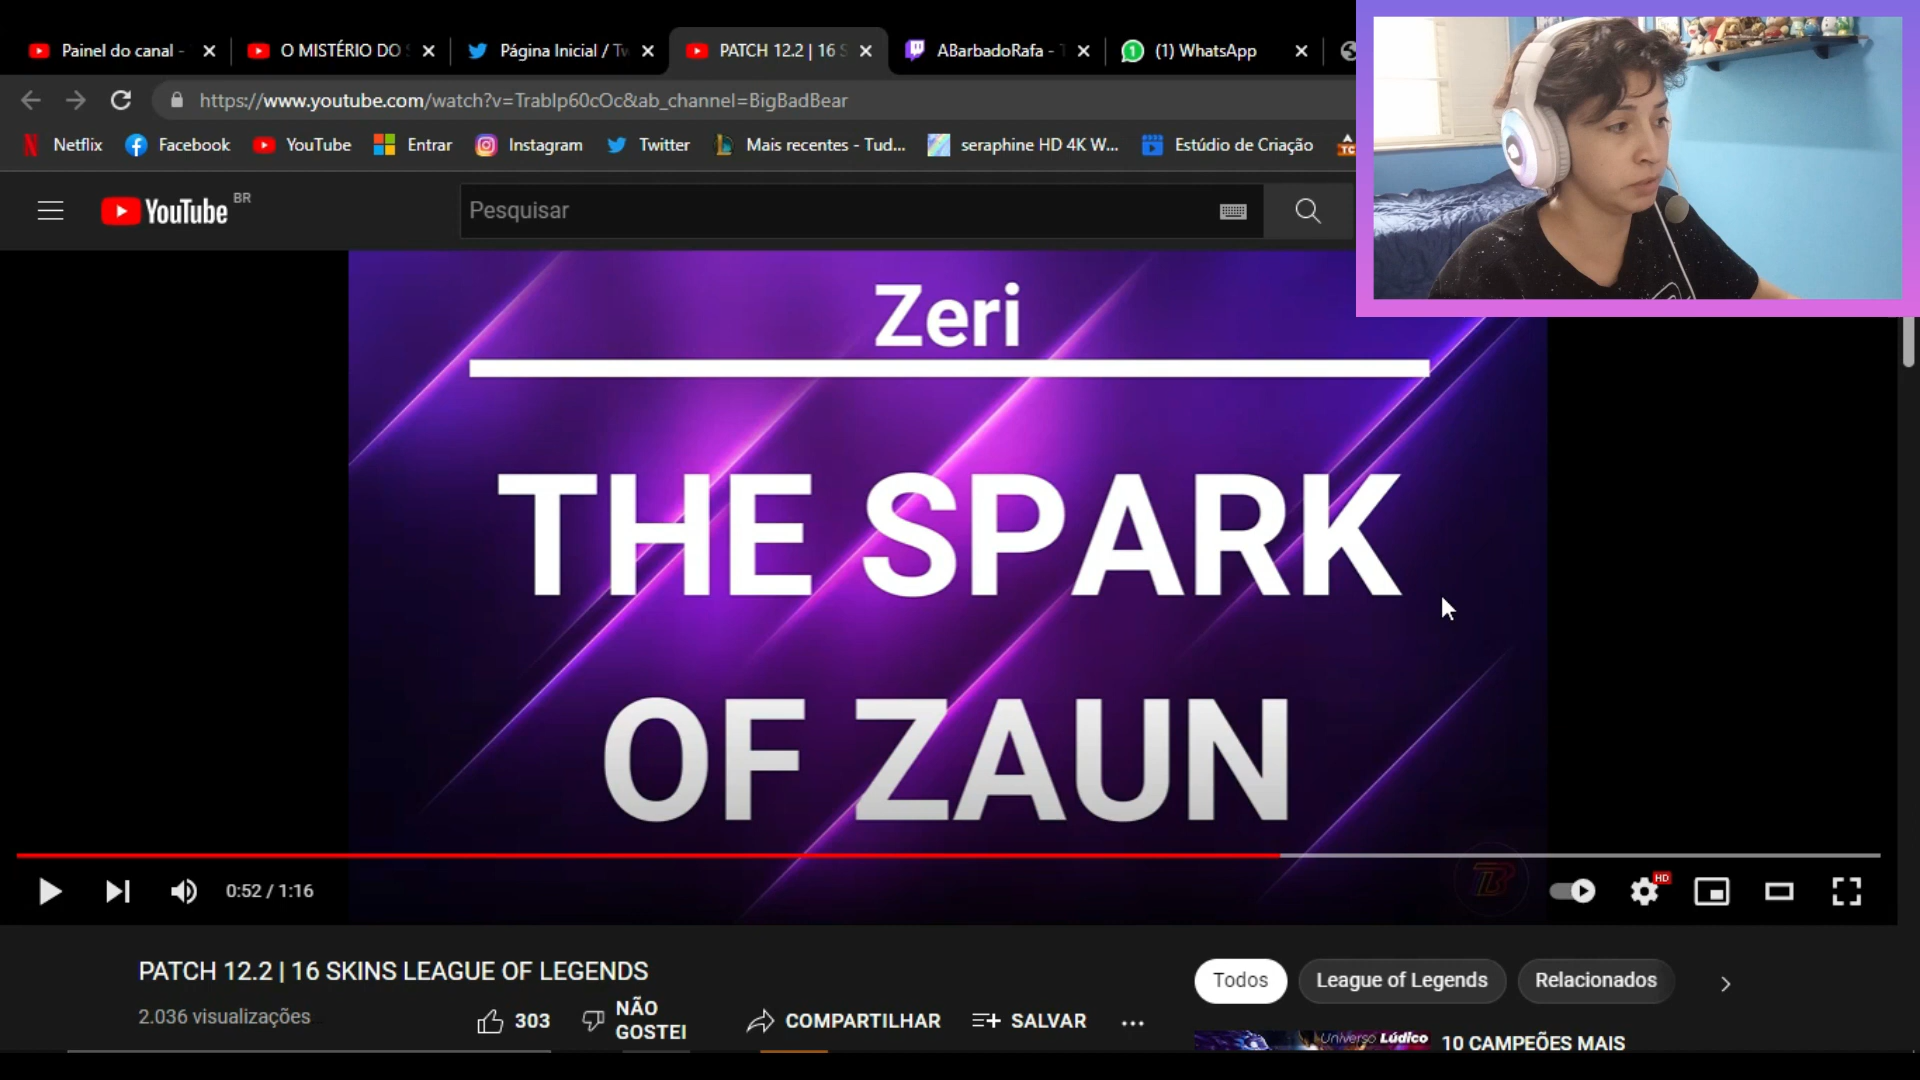 Painel do canal -
O MISTÉRIO DO
Página Inicial / Tw
PATCH 12.2 | 16 S
ABarbadoRafa - T
(1) WhatsApp
https://www.youtube.com/watch?v=Trablp60cOc&ab_channel=BigBadBear
Netflix
Facebook
YouTube
Entrar
Instagram
Twitter
Mais recentes - Tud...
seraphine HD 4K W...
Estúdio de Criação
TC
YouTube BR
Pesquisar
Zeri
THE SPARK
OF ZAUN
0:52 / 1:16
HD
PATCH 12.2 | 16 SKINS LEAGUE OF LEGENDS
2.036 visualizações
303
NÃO
GOSTEI
COMPARTILHAR
SALVAR
Todos
League of Legends
Relacionados
Universo Lúdico
10 CAMPEÕES MAIS